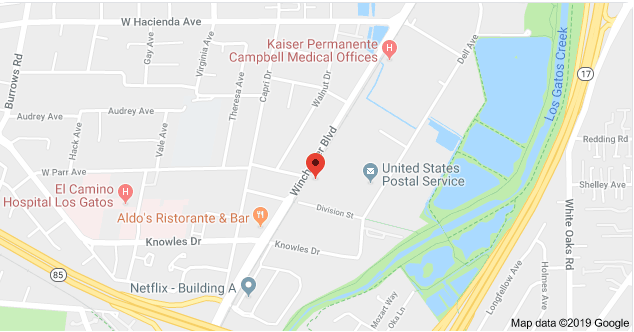 W Hacienda Ave
Burrows Rd
Gay Ave
Virginia Ave
Theresa Ave
Capri Dr
Walnut Dr
Kaiser Permanente
Campbell Medical Offices
H
Dell Ave
Los Gatos Creek
17
Audrey Ave
Audrey Ave
Hack Ave
Vale Ave
Winchester Blvd
Redding Rd
W Parr Ave
United States
Postal Service
Shelley Ave
El Camino
Hospital Los Gatos
H
Aldo's Ristorante & Bar
Division St
White Oaks Rd
Knowles Dr
Knowles Dr
85
Netflix - Building A
Mozart Way
Oka Ln
Longfellow Ave
Holmes Ave
Map data ©2019 Google